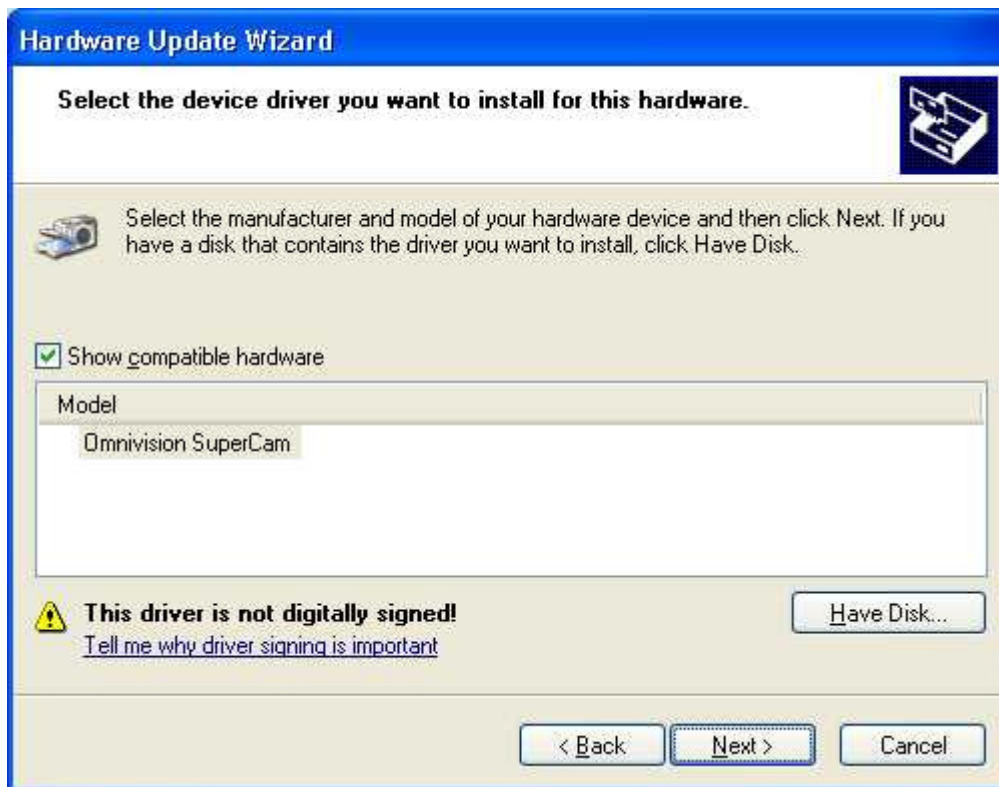 Hardware Update Wizard
Select the device driver you want to install for this hardware.
Select the manufacturer and model of your hardware device and then click Next. If you
have a disk that contains the driver you want to install, click Have Disk.
Show compatible hardware
Model
Omnivision SuperCam
This driver is not digitally signed!
Have Disk...
Tell me why driver signing is important
< Back
Next >
Cancel